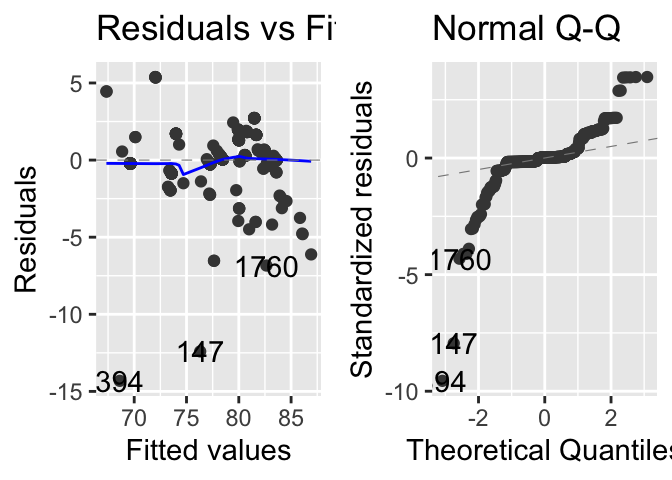 Residuals vs Fi
Residuals
5
0
-5
-10
-15
1760
147
394
70 75 80 85
Fitted values
Normal Q-Q
Standardized residuals
0
-5
-10
1760
147
94
-2 0 2
Theoretical Quantiles